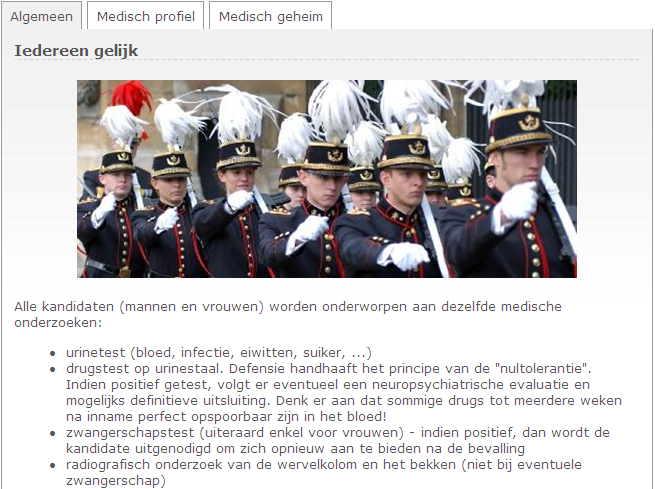 Algemeen
Medisch profiel
Medisch geheim
Iedereen gelijk
Alle kandidaten (mannen en vrouwen) worden onderworpen aan dezelfde medische
onderzoeken:
urinetest (bloed, infectie, eiwitten, suiker, ...)
drugstest op urinestaal. Defensie handhaaft het principe van de "nultolerantie".
Indien positief getest, volgt er eventueel een neuropsychiatrische evaluatie en
mogelijks definitieve uitsluiting. Denk er aan dat sommige drugs tot meerdere weken
na inname perfect opspoorbaar zijn in het bloed!
zwangerschapstest (uiteraard enkel voor vrouwen) - indien positief, dan wordt de
kandidate uitgenodigd om zich opnieuw aan te bieden na de bevalling
radiografisch onderzoek van de wervelkolom en het bekken (niet bij eventuele
zwangerschap)